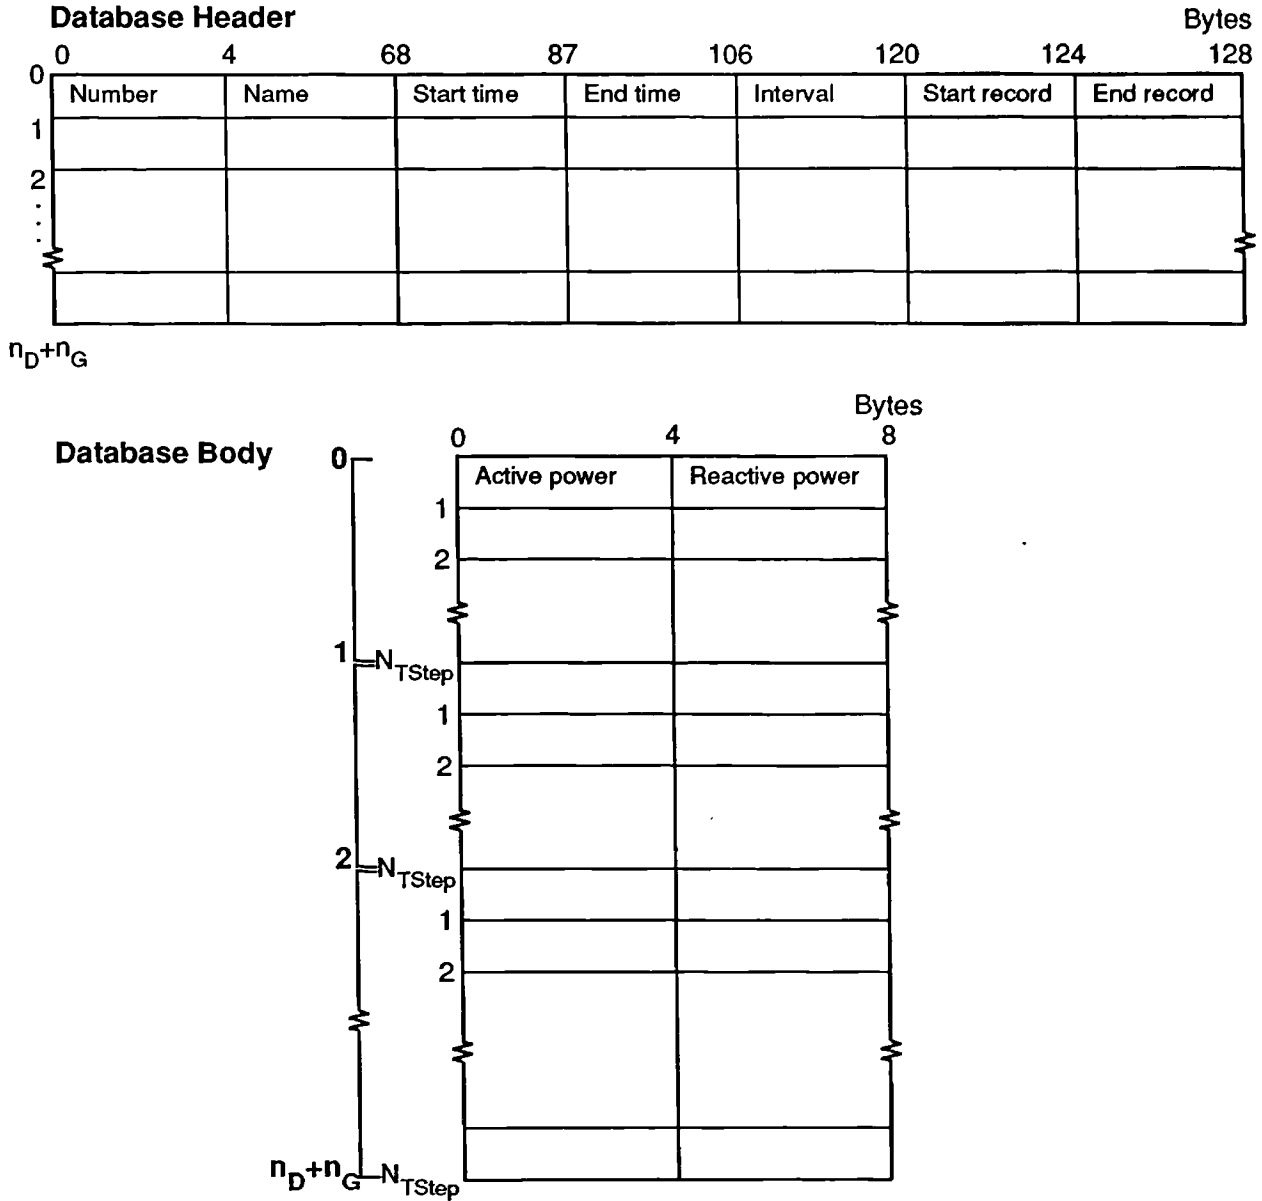 Database Header Bytes
0 4 68 87 106 120 124 128
0
Number Name Start time End time Interval Start record End record
1
2
n_D+n_G
Bytes
Database Body 0 0 4 8
Active power Reactive power
1
2
1 N_TStep
1
2
2 N_TStep
1
2
n_D+n_G N_TStep